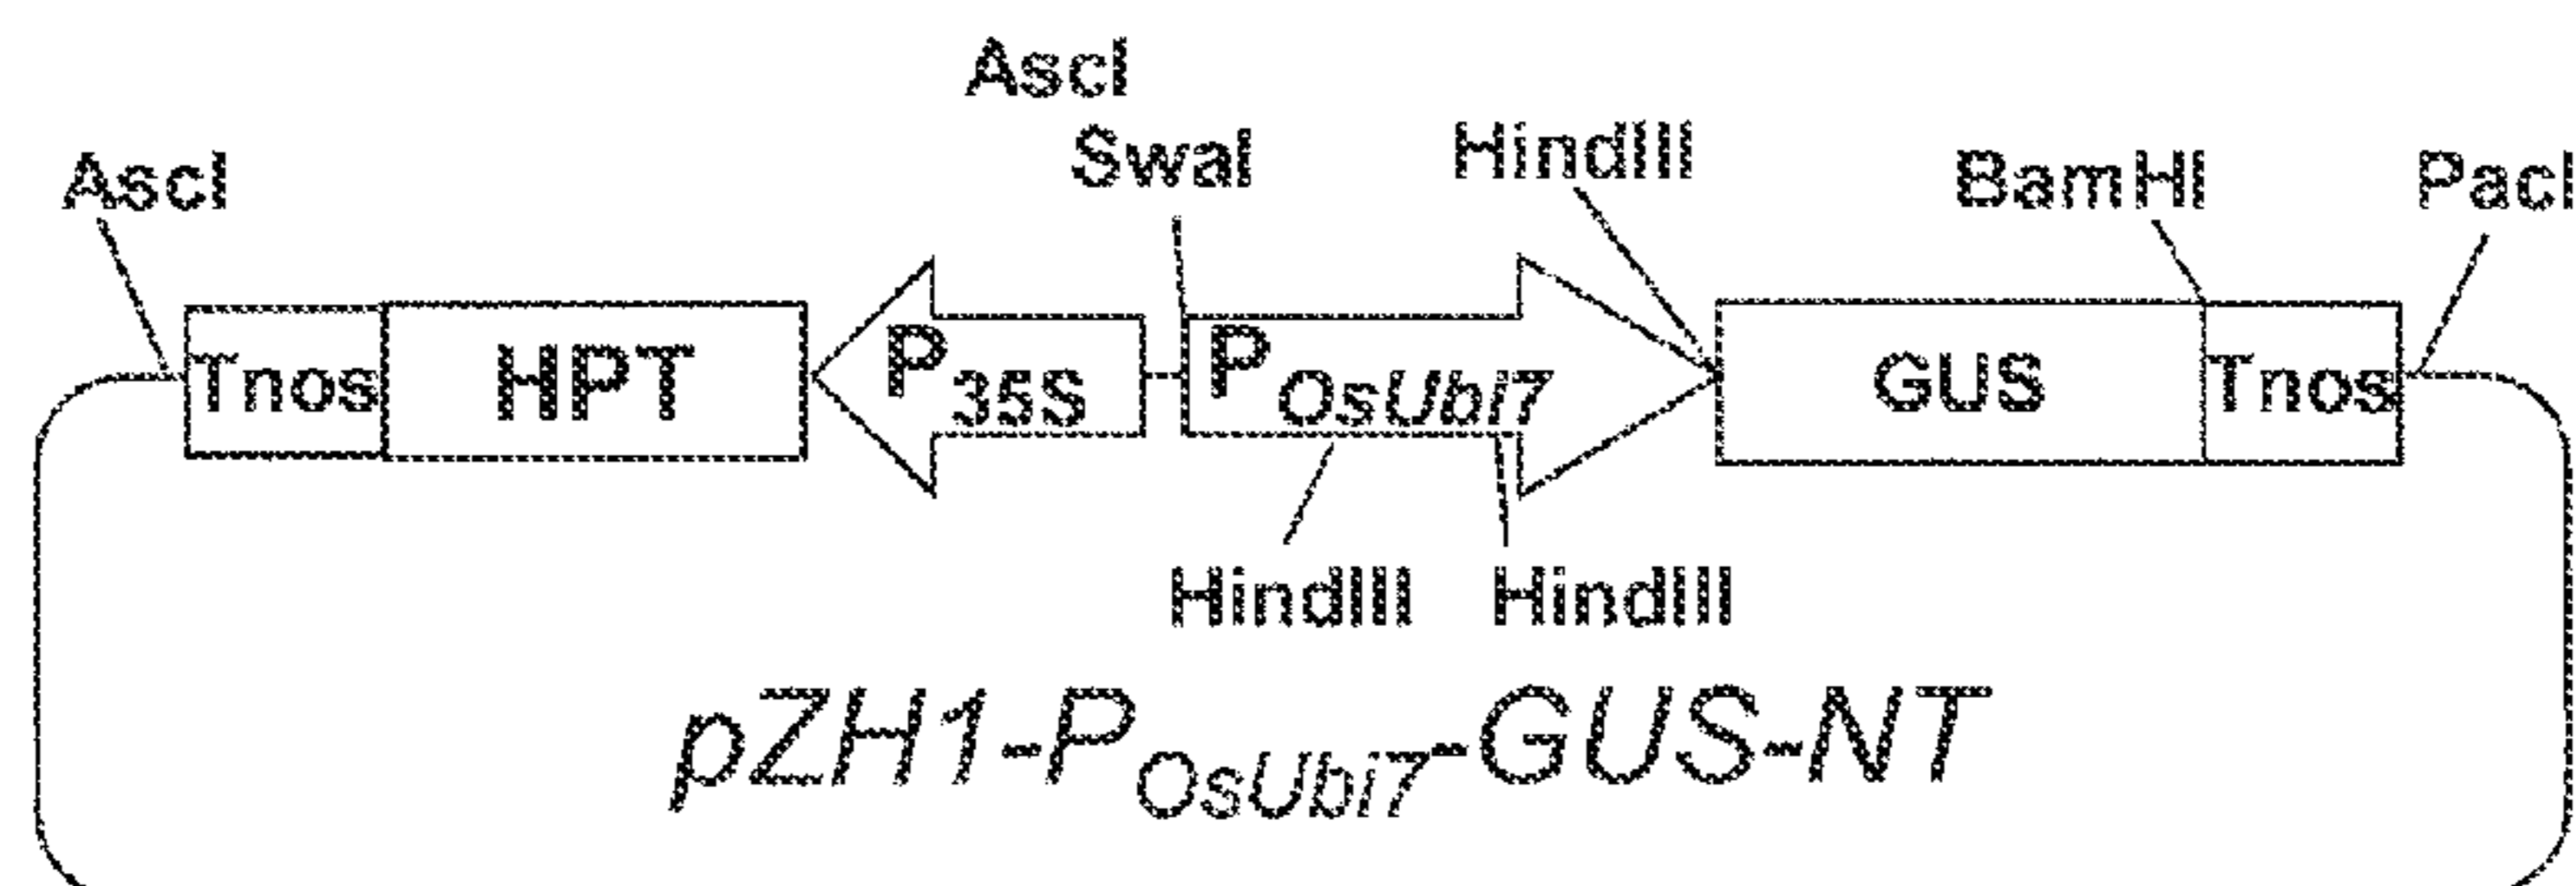 AscI
SwaI
HindIII
AscI
BamHI
PacI
Tnos HPT P35S POsUbi7 GUS Tnos
HindIII HindIII
pZH1-POsUbi7-GUS-NT